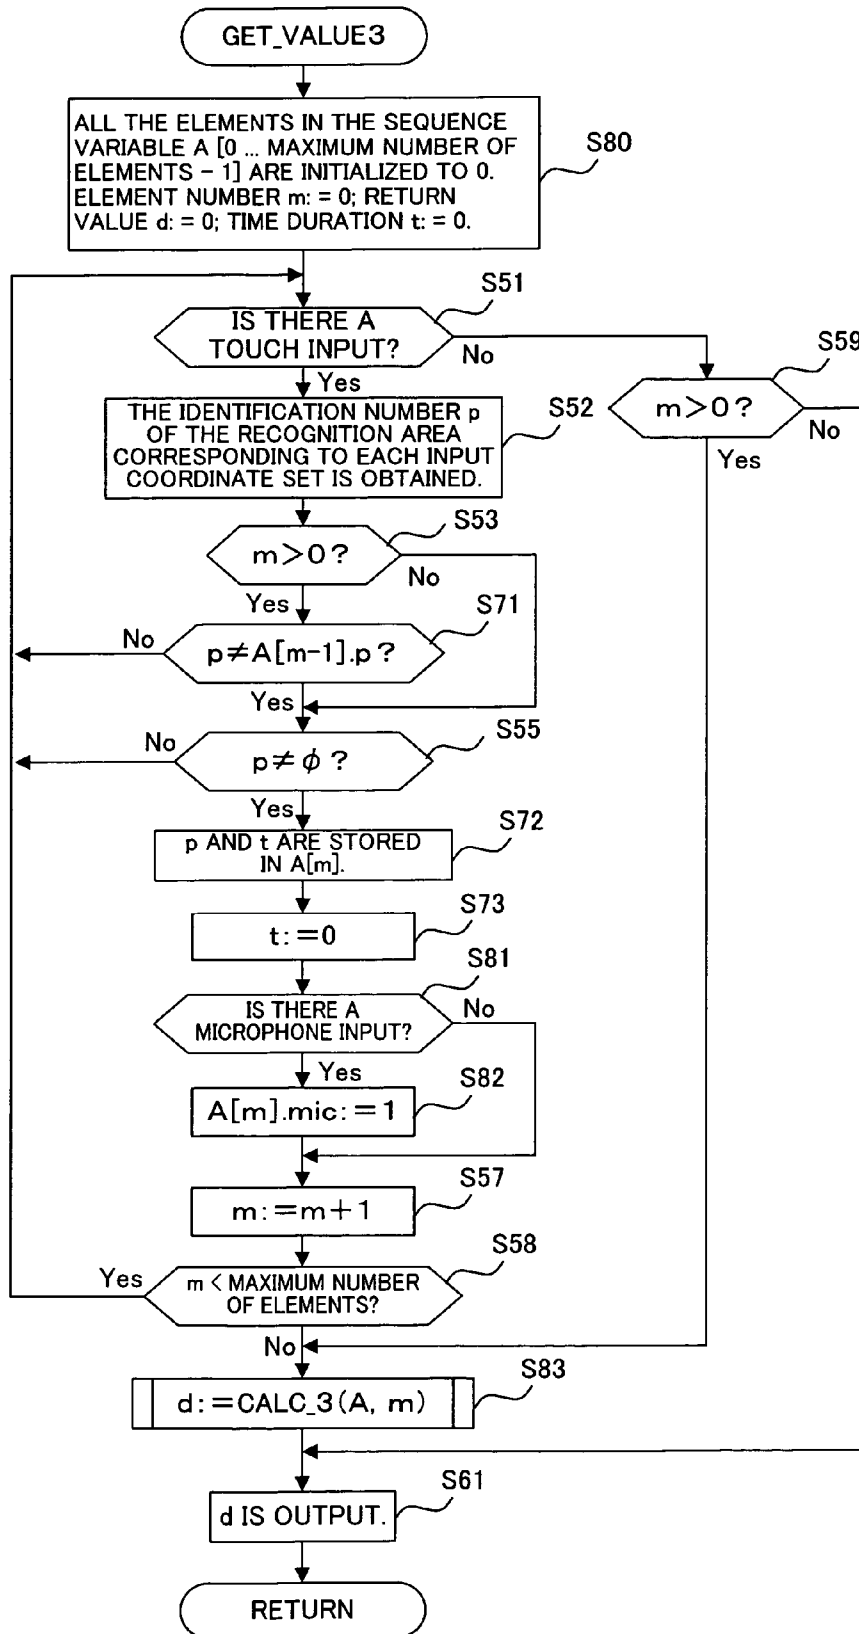 GET_VALUE3
ALL THE ELEMENTS IN THE SEQUENCE
VARIABLE A [0 ... MAXIMUM NUMBER OF
ELEMENTS - 1] ARE INITIALIZED TO 0.
ELEMENT NUMBER m: = 0; RETURN
VALUE d: = 0; TIME DURATION t: = 0.
S80
IS THERE A
TOUCH INPUT?
S51
No
Yes
m>0?
S59
No
Yes
THE IDENTIFICATION NUMBER p
OF THE RECOGNITION AREA
CORRESPONDING TO EACH INPUT
COORDINATE SET IS OBTAINED.
S52
m>0?
S53
No
Yes
p≠A[m-1].p?
S71
No
Yes
p≠ϕ?
S55
No
Yes
p AND t ARE STORED
IN A[m].
S72
t:=0
S73
IS THERE A
MICROPHONE INPUT?
S81
No
Yes
A[m].mic:=1
S82
m:=m+1
S57
m < MAXIMUM NUMBER
OF ELEMENTS?
S58
Yes
No
d:=CALC_3(A, m)
S83
d IS OUTPUT.
S61
RETURN